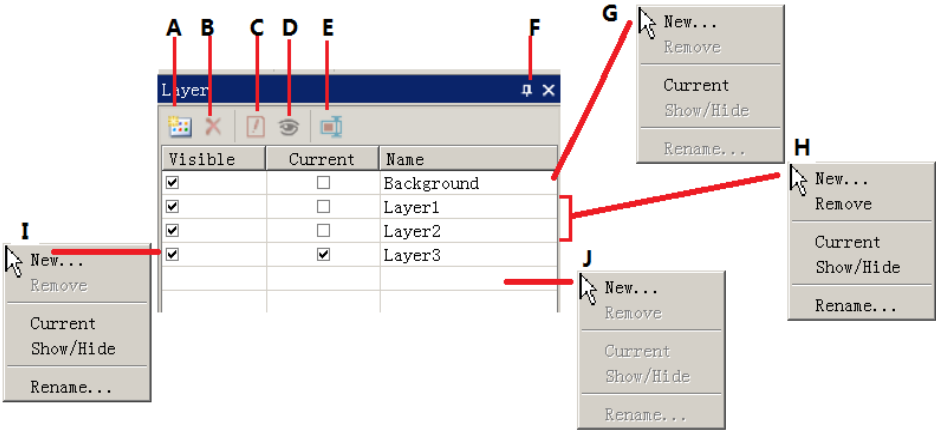 A B C D E F
Layer
Visible Current Name
Background
Layer1
Layer2
Layer3
G
New...
Remove
Current
Show/Hide
Rename...
H
New...
Remove
Current
Show/Hide
Rename...
I
New...
Remove
Current
Show/Hide
Rename...
J
New...
Remove
Current
Show/Hide
Rename...